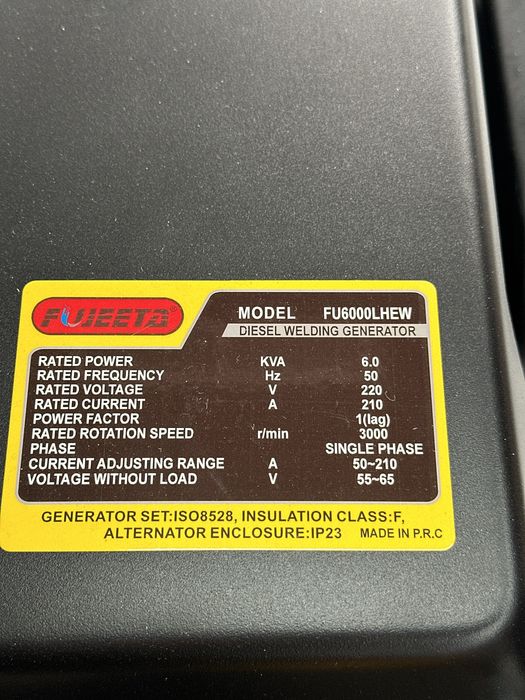 FUJEETA®
MODEL FU6000LHEW
DIESEL WELDING GENERATOR
RATED POWER KVA 6.0
RATED FREQUENCY Hz 50
RATED VOLTAGE V 220
RATED CURRENT A 210
POWER FACTOR 1(lag)
RATED ROTATION SPEED r/min 3000
PHASE SINGLE PHASE
CURRENT ADJUSTING RANGE A 50~210
VOLTAGE WITHOUT LOAD V 55~65
GENERATOR SET:ISO8528, INSULATION CLASS:F,
ALTERNATOR ENCLOSURE:IP23 MADE IN P.R.C